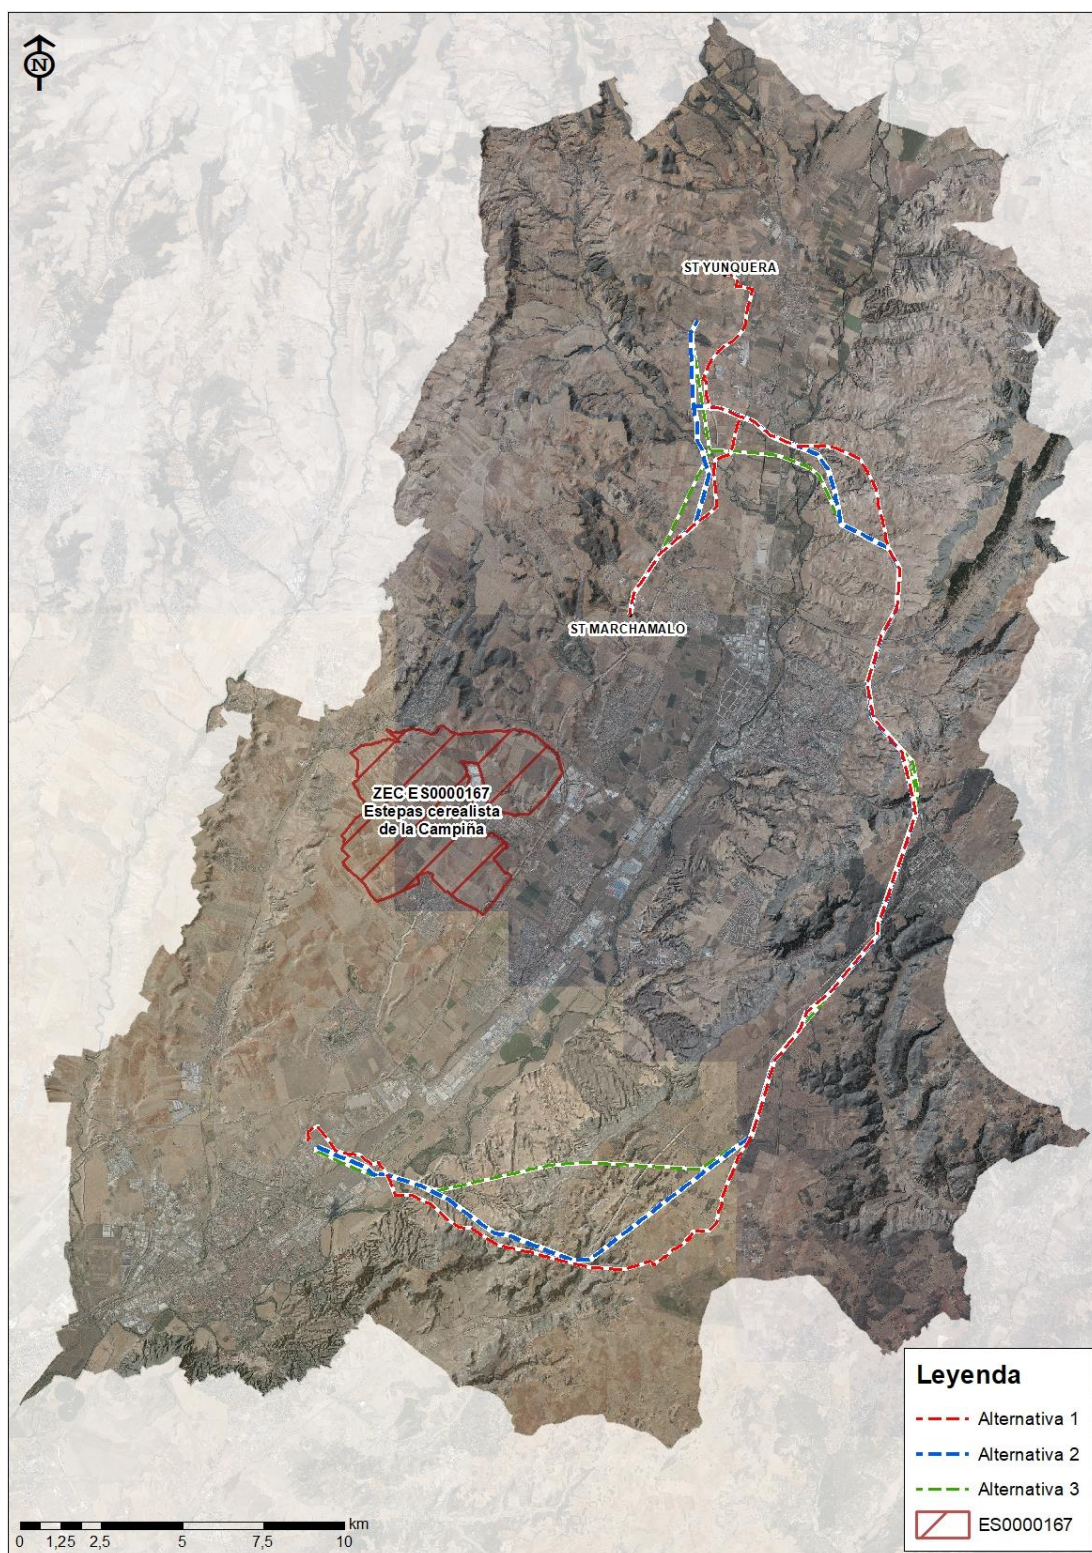 N
ST YUNQUERA
ST MARCHAMALO
ZEC ES0000167
Estepas cerealista
de la Campiña
Leyenda
Alternativa 1
Alternativa 2
Alternativa 3
ES0000167
km
0 1,25 2,5 5 7,5 10